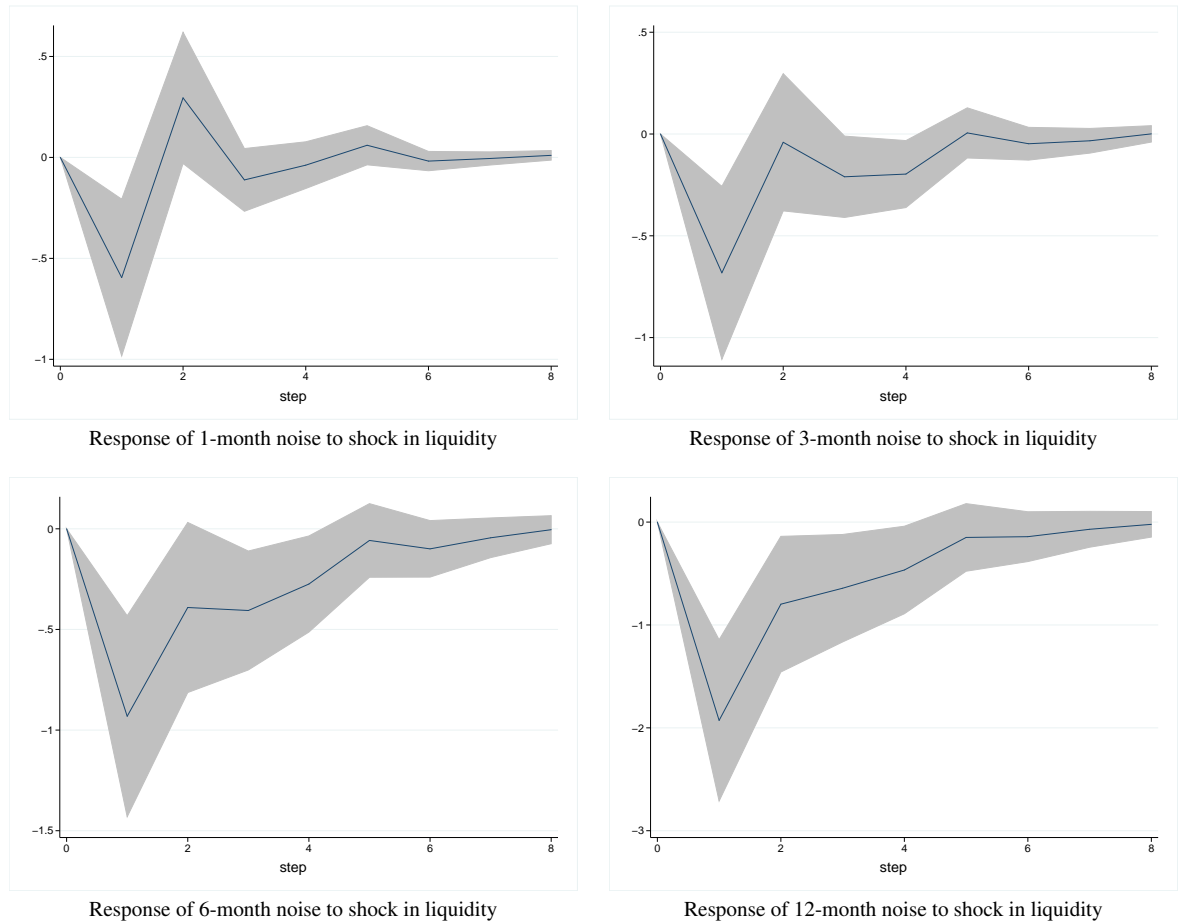 .5
0
−.5
−1
0 2 4 6 8
step
Response of 1-month noise to shock in liquidity
.5
0
−.5
−1
0 2 4 6 8
step
Response of 3-month noise to shock in liquidity
0
−.5
−1
−1.5
0 2 4 6 8
step
Response of 6-month noise to shock in liquidity
0
−1
−2
−3
0 2 4 6 8
step
Response of 12-month noise to shock in liquidity